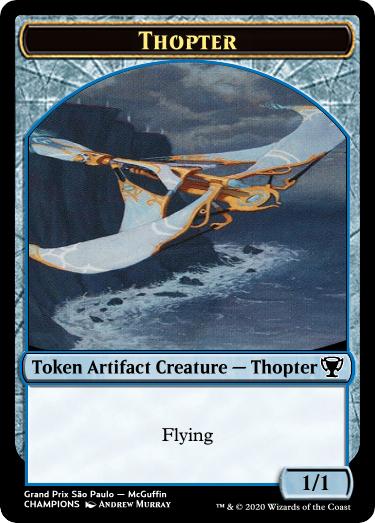 Thopter
Token Artifact Creature — Thopter
Flying
1/1
Grand Prix São Paulo — McGuffin
CHAMPIONS Andrew Murray
™ & © 2020 Wizards of the Coast